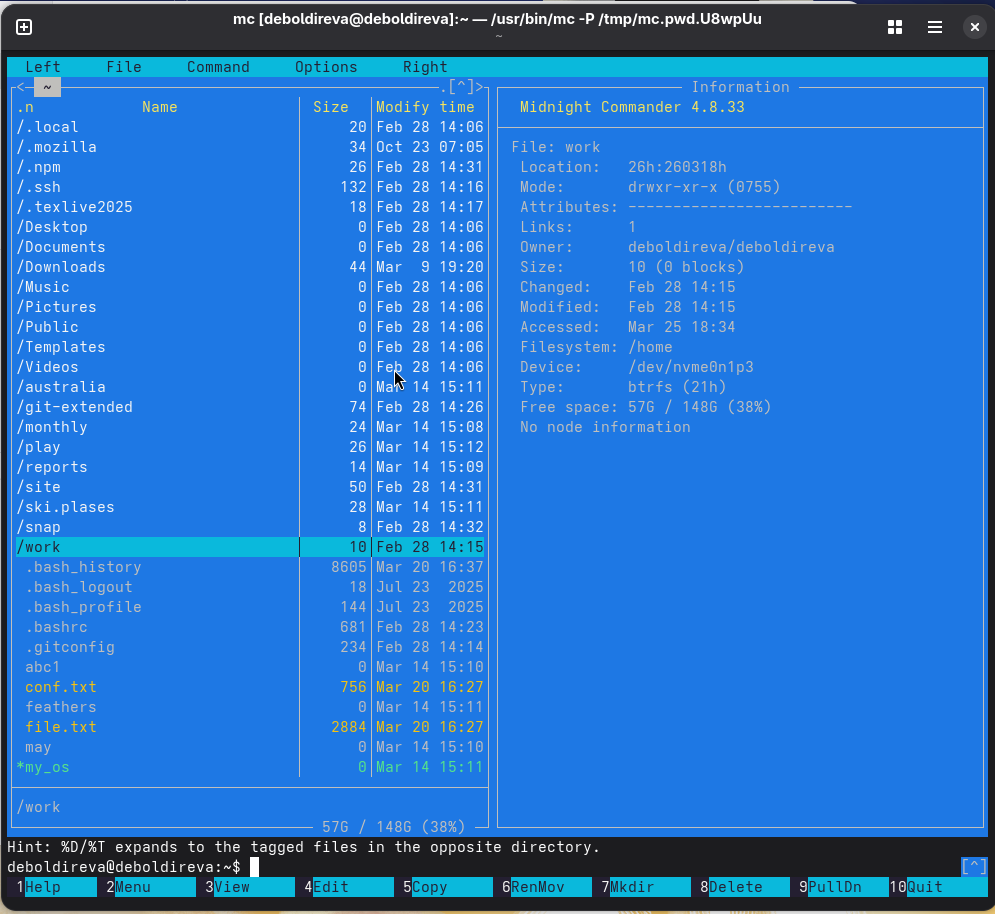 mc [deboldireva@deboldireva]:~ — /usr/bin/mc -P /tmp/mc.pwd.U8wpUu
~
Left File Command Options Right
<─ ~ .[^]> Information
.n Name Size Modify time Midnight Commander 4.8.33
/.local 20 Feb 28 14:06
/.mozilla 34 Oct 23 07:05 File: work
/.npm 26 Feb 28 14:31 Location: 26h:260318h
/.ssh 132 Feb 28 14:16 Mode: drwxr-xr-x (0755)
/.texlive2025 18 Feb 28 14:17 Attributes: -------------------------
/Desktop 0 Feb 28 14:06 Links: 1
/Documents 0 Feb 28 14:06 Owner: deboldireva/deboldireva
/Downloads 44 Mar 9 19:20 Size: 10 (0 blocks)
/Music 0 Feb 28 14:06 Changed: Feb 28 14:15
/Pictures 0 Feb 28 14:06 Modified: Feb 28 14:15
/Public 0 Feb 28 14:06 Accessed: Mar 25 18:34
/Templates 0 Feb 28 14:06 Filesystem: /home
/Videos 0 Feb 28 14:06 Device: /dev/nvme0n1p3
/australia 0 Mar 14 15:11 Type: btrfs (21h)
/git-extended 74 Feb 28 14:26 Free space: 57G / 148G (38%)
/monthly 24 Mar 14 15:08 No node information
/play 26 Mar 14 15:12
/reports 14 Mar 14 15:09
/site 50 Feb 28 14:31
/ski.plases 28 Mar 14 15:11
/snap 8 Feb 28 14:32
/work 10 Feb 28 14:15
.bash_history 8605 Mar 20 16:37
.bash_logout 18 Jul 23 2025
.bash_profile 144 Jul 23 2025
.bashrc 681 Feb 28 14:23
.gitconfig 234 Feb 28 14:14
abc1 0 Mar 14 15:10
conf.txt 756 Mar 20 16:27
feathers 0 Mar 14 15:11
file.txt 2884 Mar 20 16:27
may 0 Mar 14 15:10
*my_os 0 Mar 14 15:11
/work
57G / 148G (38%)
Hint: %D/%T expands to the tagged files in the opposite directory.
deboldireva@deboldireva:~$ [^]
1Help 2Menu 3View 4Edit 5Copy 6RenMov 7Mkdir 8Delete 9PullDn 10Quit